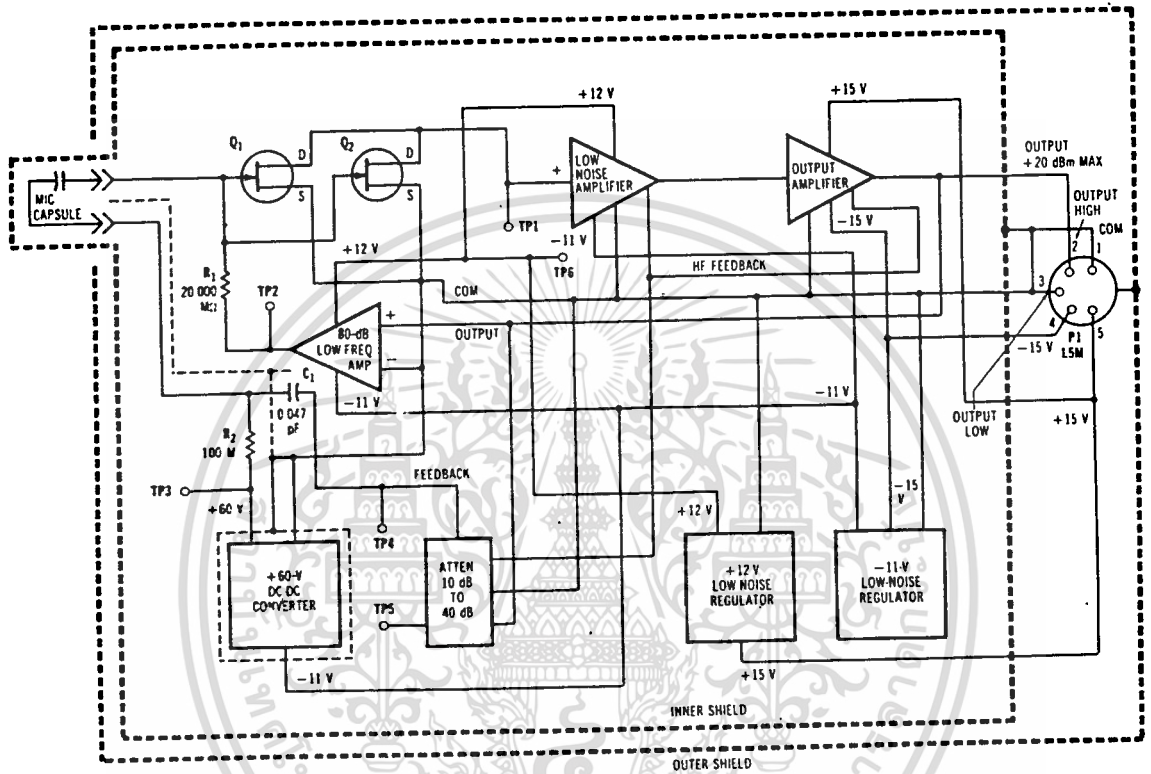 +12 V
+15 V
OUTPUT
+20 dBm MAX
Q1
D
S
Q2
D
S
+
LOW
NOISE
AMPLIFIER
OUTPUT
AMPLIFIER
OUTPUT
HIGH
COM
MIC
CAPSULE
TP1
-11 V
TP6
-15 V
2
1
3
4
5
P1
15M
R1
20 000
MΩ
TP2
+12 V
COM
HF FEEDBACK
80-dB
LOW FREQ
AMP
+
-
OUTPUT
-15 V
C1
0 047
pF
-11 V
-11 V
OUTPUT
LOW
+15 V
R2
100 M
TP3
+60 V
FEEDBACK
TP4
-15
V
+12 V
+60-V
DC DC
CONVERTER
ATTEN
10 dB
TO
40 dB
TP5
+12 V
LOW NOISE
REGULATOR
-11-V
LOW-NOISE
REGULATOR
-11 V
+15 V
INNER SHIELD
OUTER SHIELD